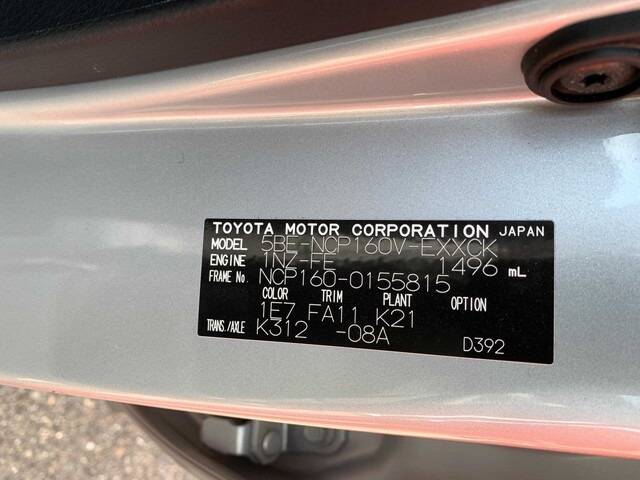 TOYOTA MOTOR CORPORATION JAPAN
MODEL 5BE-NCP160V-EXXCK
ENGINE 1NZ-FE 1496 mL
FRAME No. NCP160-0155815
COLOR TRIM PLANT OPTION
1E7 FA11 K21
TRANS./AXLE K312 -08A
D392